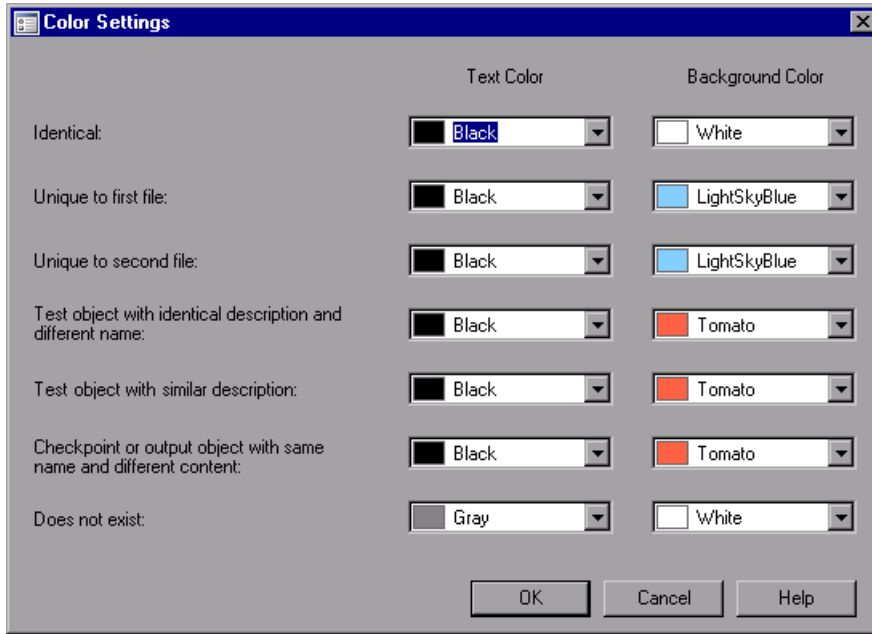 Color Settings
Text Color Background Color
Identical: Black White
Unique to first file: Black LightSkyBlue
Unique to second file: Black LightSkyBlue
Test object with identical description and
different name: Black Tomato
Test object with similar description: Black Tomato
Checkpoint or output object with same
name and different content: Black Tomato
Does not exist: Gray White
OK Cancel Help